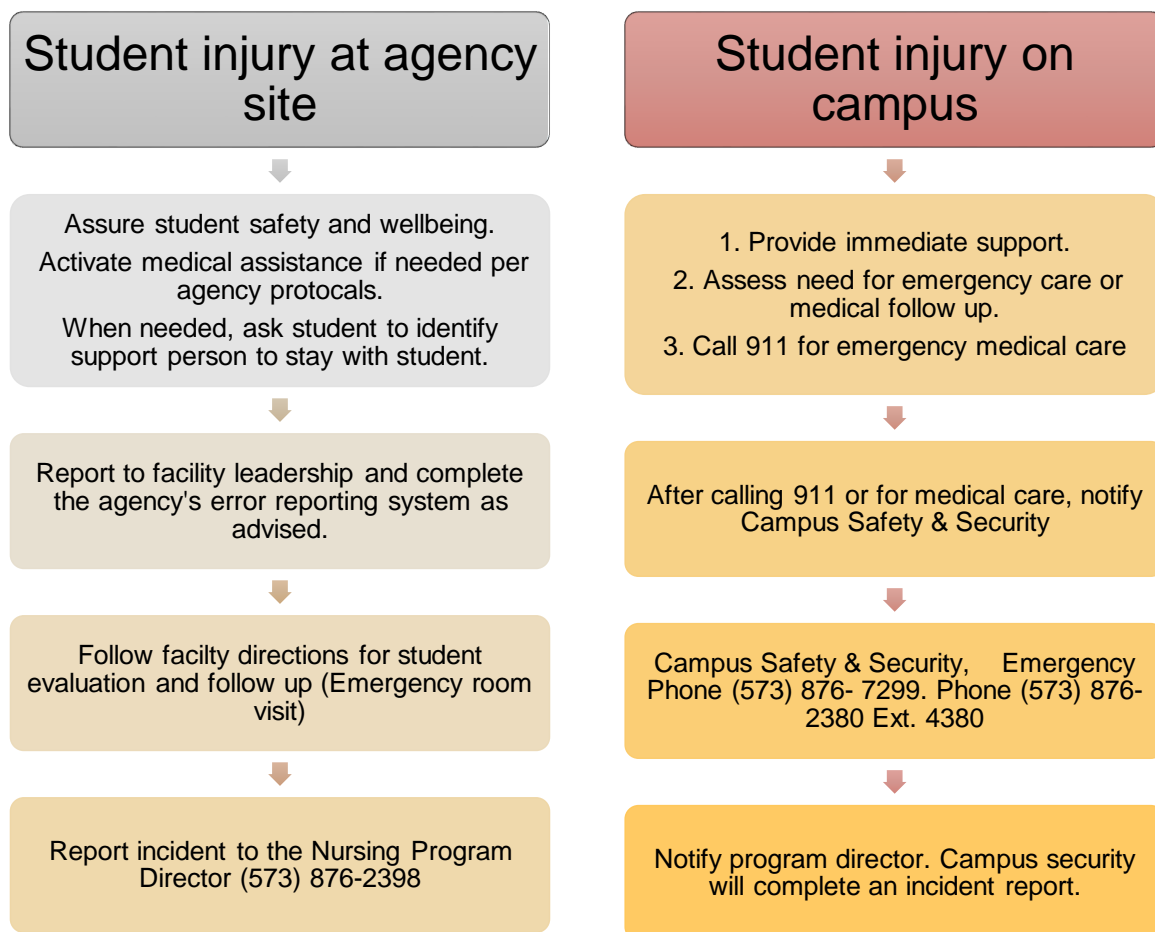 Student injury at agency
site
Assure student safety and wellbeing.
Activate medical assistance if needed per
agency protocals.
When needed, ask student to identify
support person to stay with student.
Report to facility leadership and complete
the agency's error reporting system as
advised.
Follow facilty directions for student
evaluation and follow up (Emergency room
visit)
Report incident to the Nursing Program
Director (573) 876-2398
Student injury on
campus
1. Provide immediate support.
2. Assess need for emergency care or
medical follow up.
3. Call 911 for emergency medical care
After calling 911 or for medical care, notify
Campus Safety & Security
Campus Safety & Security, Emergency
Phone (573) 876- 7299. Phone (573) 876-
2380 Ext. 4380
Notify program director. Campus security
will complete an incident report.